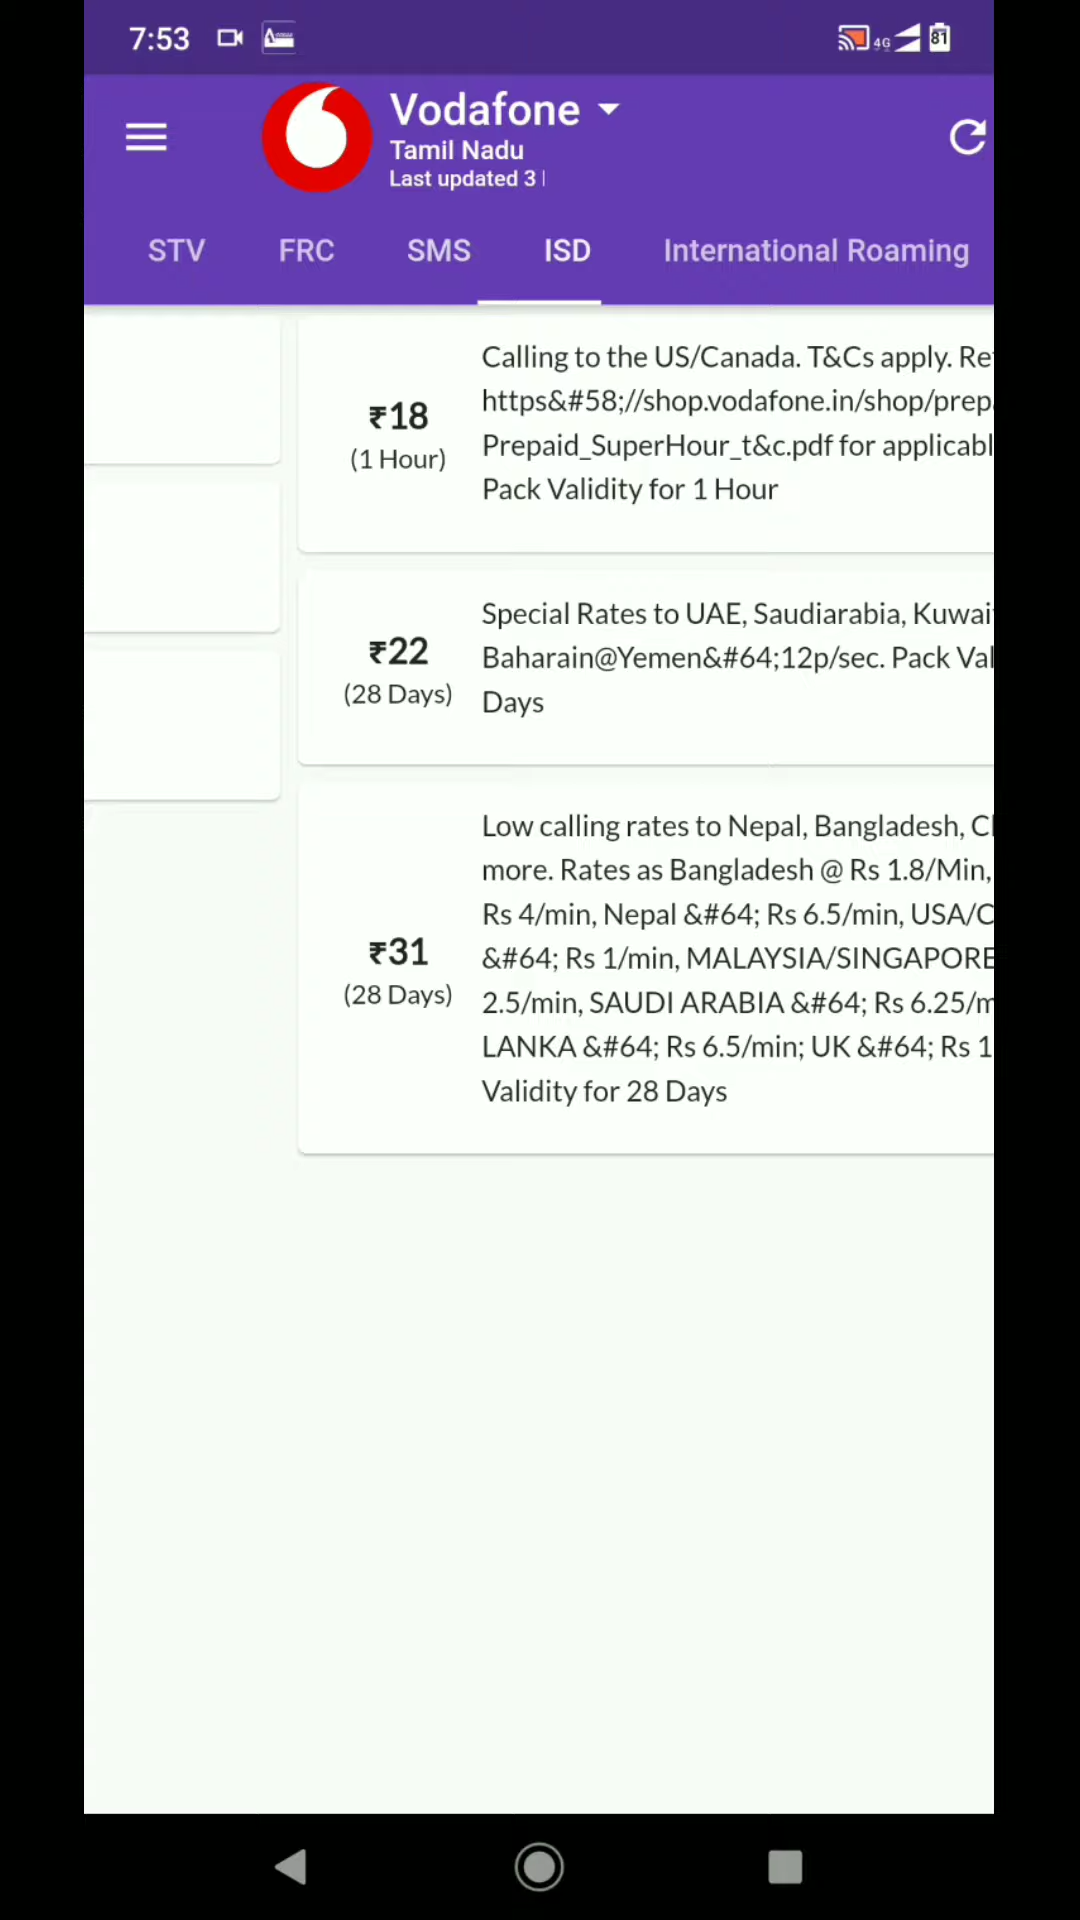 7:53
4G
81
Vodafone
Tamil Nadu
Last updated 3
STV FRC SMS ISD International Roaming
₹18
(1 Hour)
Calling to the US/Canada. T&Cs apply. Re
https&#58;//shop.vodafone.in/shop/prep
Prepaid_SuperHour_t&c.pdf for applicabl
Pack Validity for 1 Hour
₹22
(28 Days)
Special Rates to UAE, Saudiarabia, Kuwai
Baharain@Yemen&#64;12p/sec. Pack Val
Days
₹31
(28 Days)
Low calling rates to Nepal, Bangladesh, C
more. Rates as Bangladesh @ Rs 1.8/Min,
Rs 4/min, Nepal &#64; Rs 6.5/min, USA/C
&#64; Rs 1/min, MALAYSIA/SINGAPORE
2.5/min, SAUDI ARABIA &#64; Rs 6.25/m
LANKA &#64; Rs 6.5/min; UK &#64; Rs 1
Validity for 28 Days